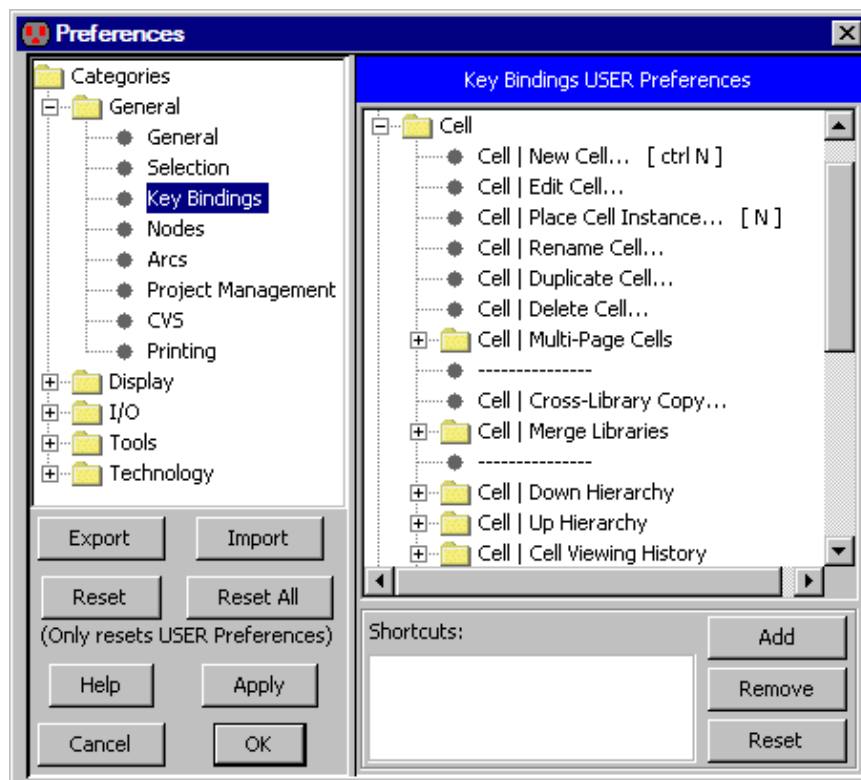 Preferences
Categories
General
General
Selection
Key Bindings
Nodes
Arcs
Project Management
CVS
Printing
Display
I/O
Tools
Technology
Export Import
Reset Reset All
(Only resets USER Preferences)
Help Apply
Cancel OK
Key Bindings USER Preferences
Cell
Cell | New Cell... [ ctrl N ]
Cell | Edit Cell...
Cell | Place Cell Instance... [ N ]
Cell | Rename Cell...
Cell | Duplicate Cell...
Cell | Delete Cell...
Cell | Multi-Page Cells
---------------
Cell | Cross-Library Copy...
Cell | Merge Libraries
---------------
Cell | Down Hierarchy
Cell | Up Hierarchy
Cell | Cell Viewing History
Shortcuts:
Add
Remove
Reset